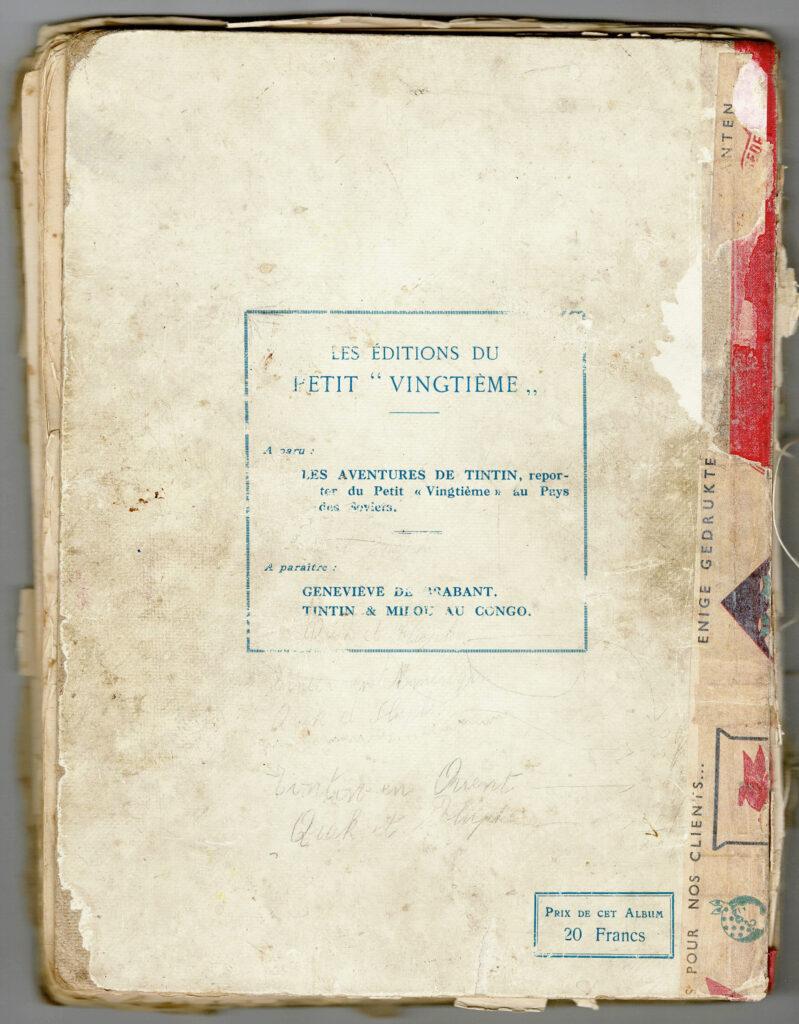 LES ÉDITIONS DU
PETIT “ VINGTIÈME „
A paru :
LES AVENTURES DE TINTIN, repor-
ter du Petit « Vingtième » au Pays
des Soviets.
A paraître :
GENEVIÈVE DE BRABANT.
TINTIN & MILOU AU CONGO.
Tintin en Orient
Quick et Flupke
PRIX DE CET ALBUM
20 Francs
NTEN
ENIGE GEDRUKTE
S POUR NOS CLIENTS...